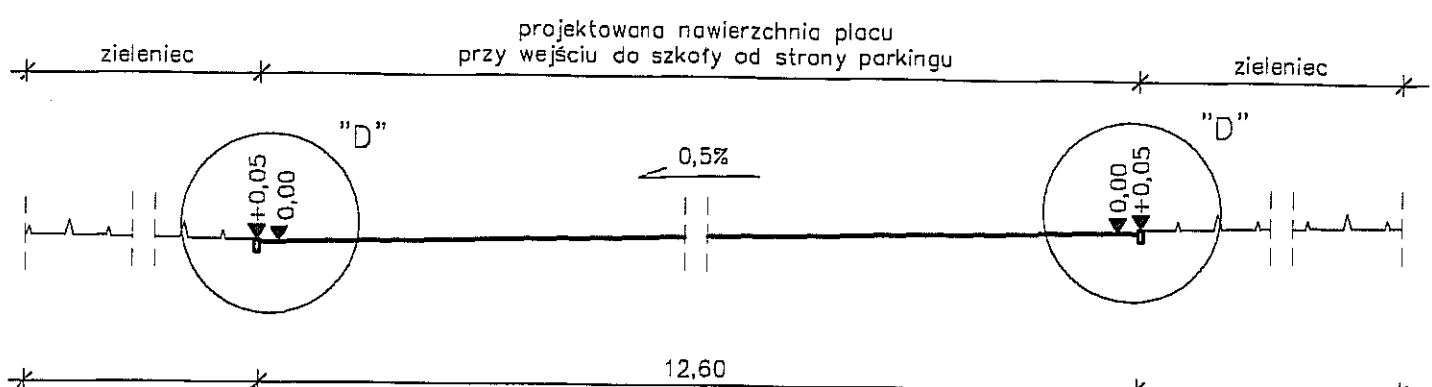 projektowana nawierzchnia placu
przy wejściu do szkoły od strony parkingu
zieleniec
zieleniec
"D"
"D"
+0,05
0,00
0,5%
0,00
+0,05
12,60